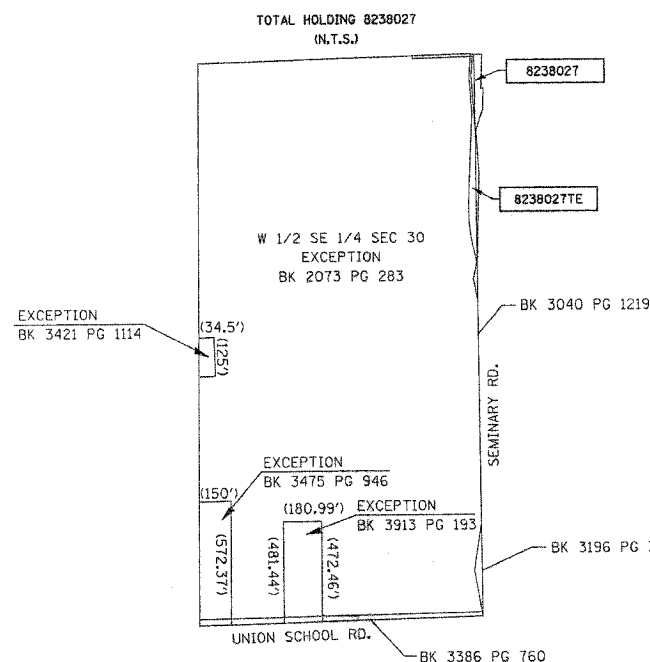 TOTAL HOLDING 8238027
(N.T.S.)
8238027
8238027TE
W 1/2 SE 1/4 SEC 30
EXCEPTION
BK 2073 PG 283
BK 3040 PG 1219
EXCEPTION
BK 3421 PG 1114
(34.5')
(125')
SEMINARY RD.
EXCEPTION
BK 3475 PG 946
(150')
(572.37')
(180.99')
EXCEPTION
BK 3913 PG 193
(481.44')
(472.46')
BK 3196 PG
UNION SCHOOL RD.
BK 3386 PG 760